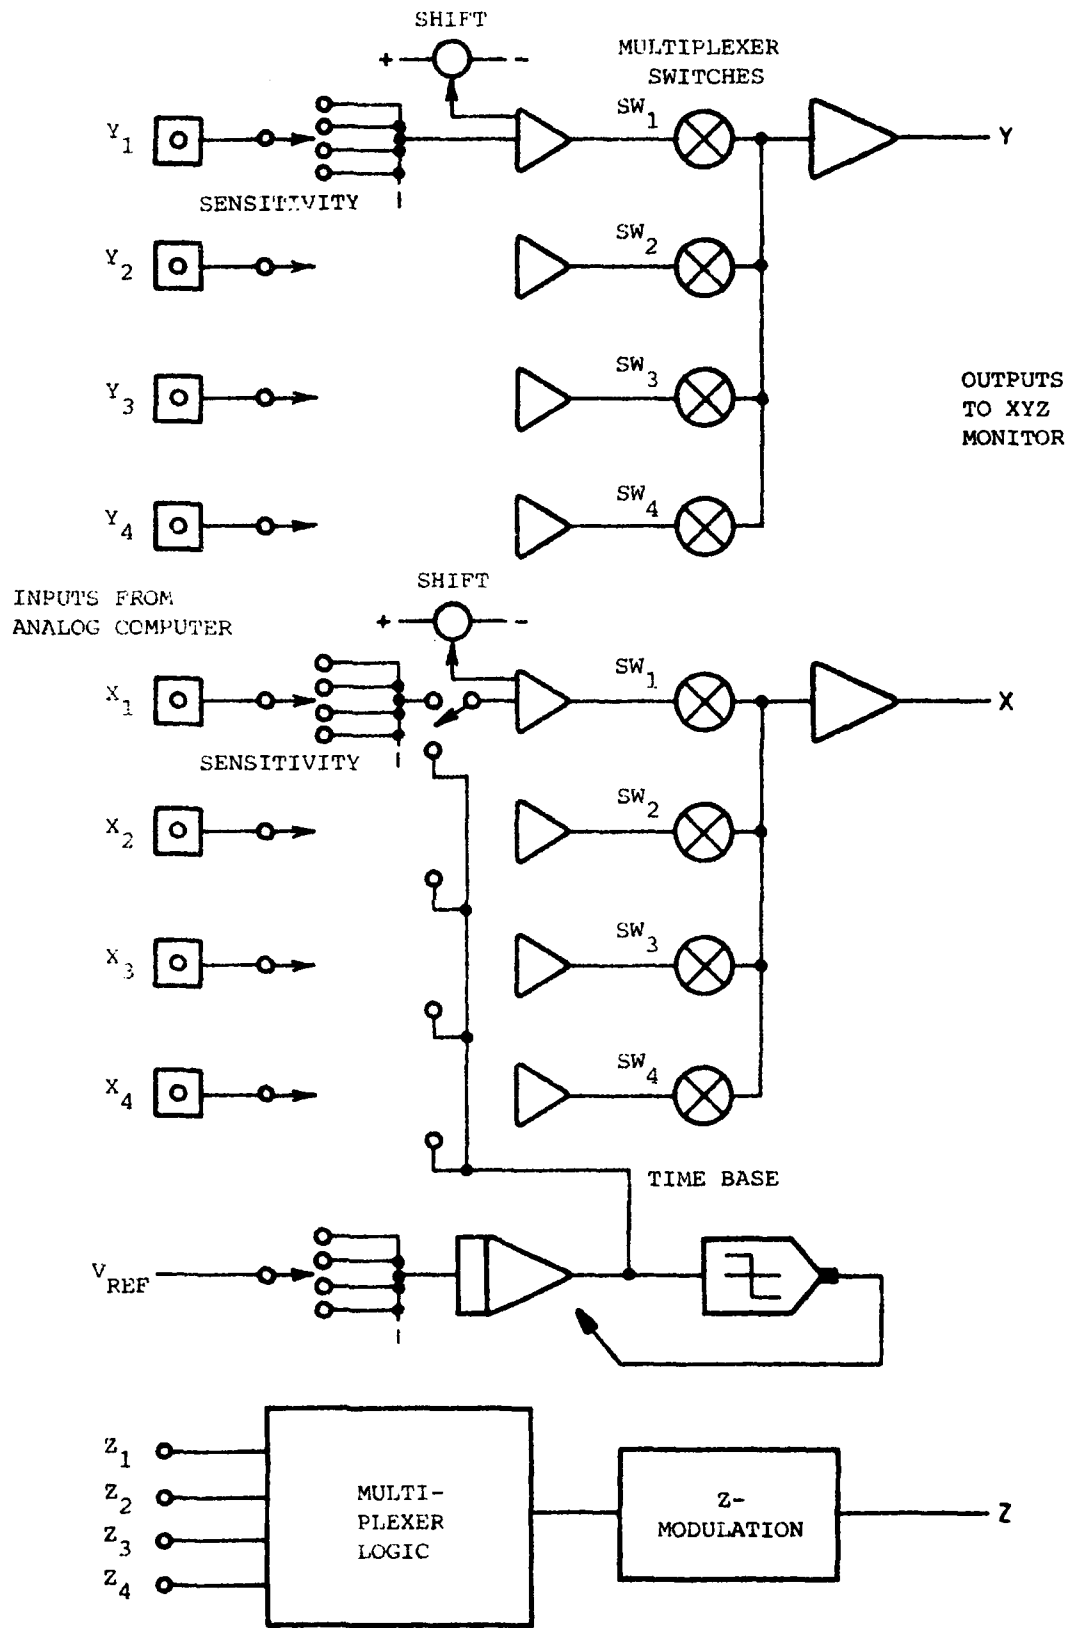 SHIFT
+ -
MULTIPLEXER
SWITCHES
Y1
SW1
Y
SENSITIVITY
Y2
SW2
Y3
SW3
OUTPUTS
TO XYZ
MONITOR
Y4
SW4
SHIFT
INPUTS FROM
ANALOG COMPUTER
+ -
X1
SW1
X
SENSITIVITY
X2
SW2
X3
SW3
X4
SW4
TIME BASE
VREF
Z1
Z2
Z3
Z4
MULTI-
PLEXER
LOGIC
Z-
MODULATION
Z